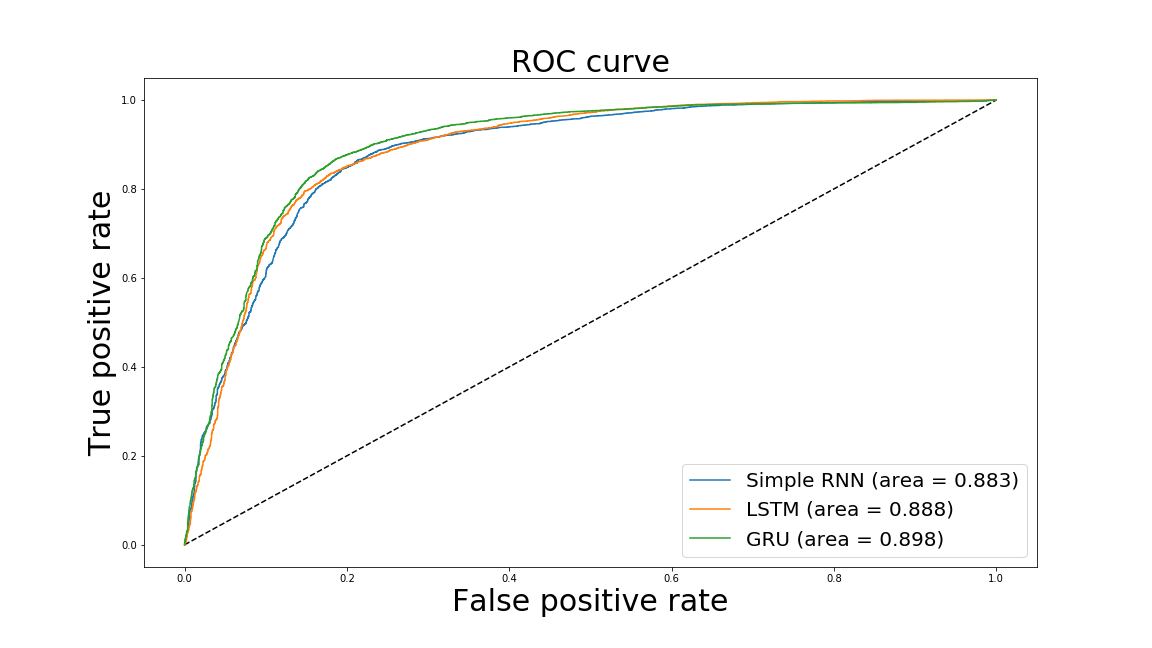 ROC curve
True positive rate
1.0
0.8
0.6
0.4
0.2
0.0
0.0 0.2 0.4 0.6 0.8 1.0
False positive rate
Simple RNN (area = 0.883)
LSTM (area = 0.888)
GRU (area = 0.898)